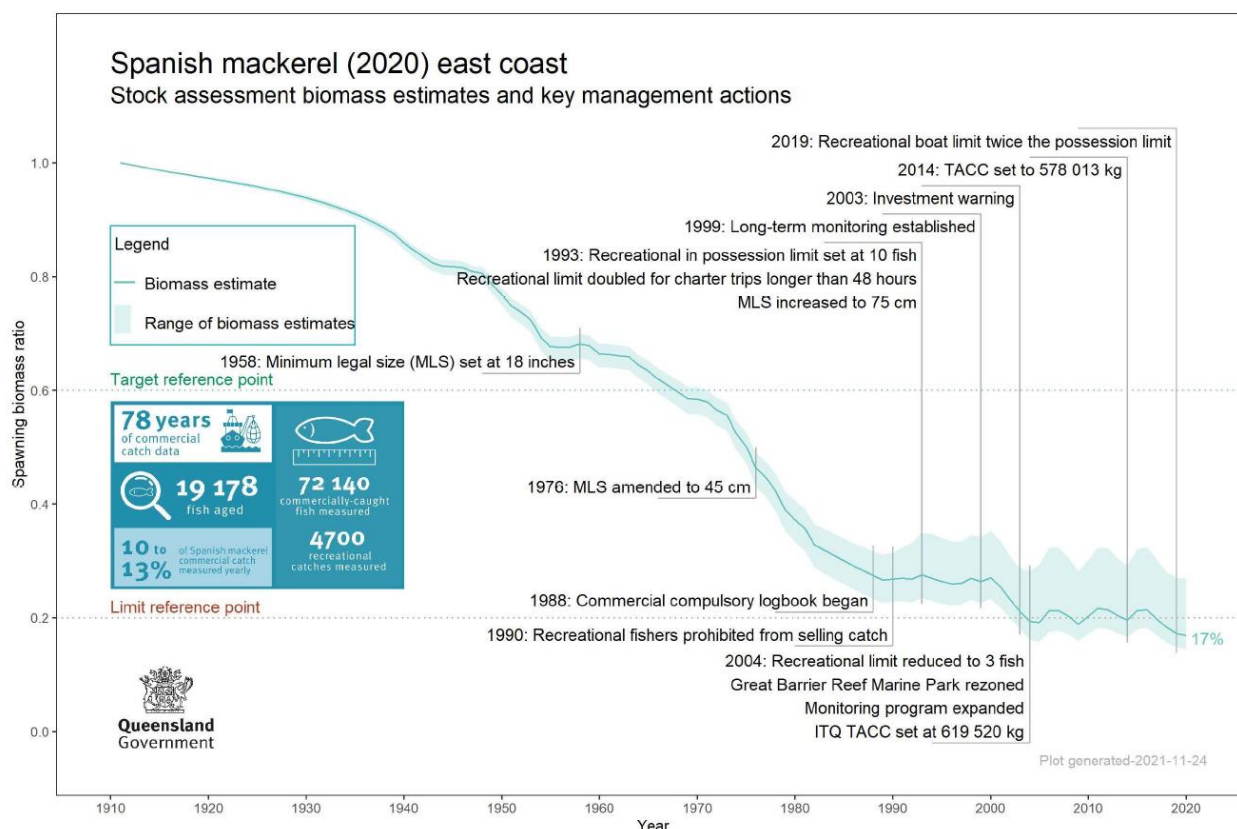 Spanish mackerel (2020) east coast
Stock assessment biomass estimates and key management actions
2019: Recreational boat limit twice the possession limit
2014: TACC set to 578 013 kg
2003: Investment warning
1999: Long-term monitoring established
1993: Recreational in possession limit set at 10 fish
Recreational limit doubled for charter trips longer than 48 hours
MLS increased to 75 cm
Legend
Biomass estimate
Range of biomass estimates
1958: Minimum legal size (MLS) set at 18 inches
Target reference point
78 years
of commercial
catch data
19 178
fish aged
10 to
13%
of Spanish mackerel
commercial catch
measured yearly
72 140
commercially-caught
fish measured
4700
recreational
catches measured
Limit reference point
1976: MLS amended to 45 cm
1988: Commercial compulsory logbook began
1990: Recreational fishers prohibited from selling catch
2004: Recreational limit reduced to 3 fish
Great Barrier Reef Marine Park rezoned
Monitoring program expanded
ITQ TACC set at 619 520 kg
17%
Queensland
Government
Plot generated-2021-11-24
Spawning biomass ratio
1.0
0.8
0.6
0.4
0.2
0.0
1910 1920 1930 1940 1950 1960 1970 1980 1990 2000 2010 2020
Year